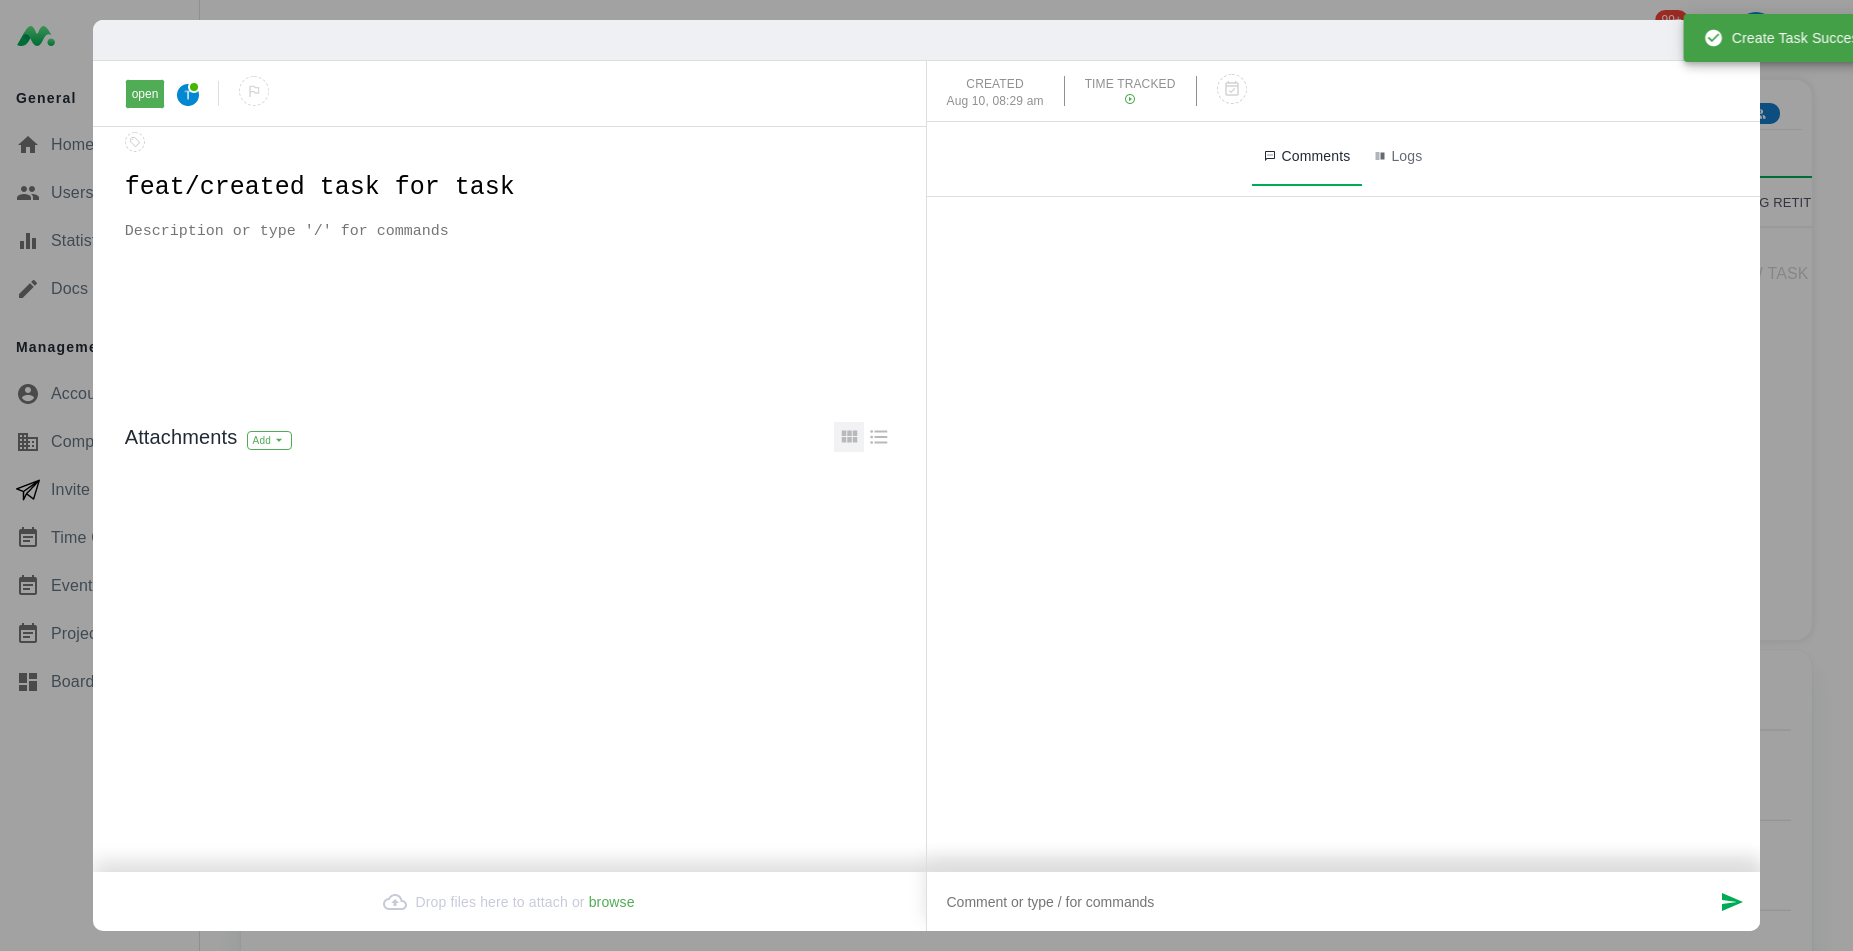 99+
Create Task Succes
General
Home
Users
Statis
Docs
Manageme
Accou
Comp
Invite
Time
Event
Projec
Board
open
T
feat/created task for task
Description or type '/' for commands
Attachments
Add
Drop files here to attach or browse
CREATED
Aug 10, 08:29 am
TIME TRACKED
Comments
Logs
Comment or type / for commands
G RETIT
TASK